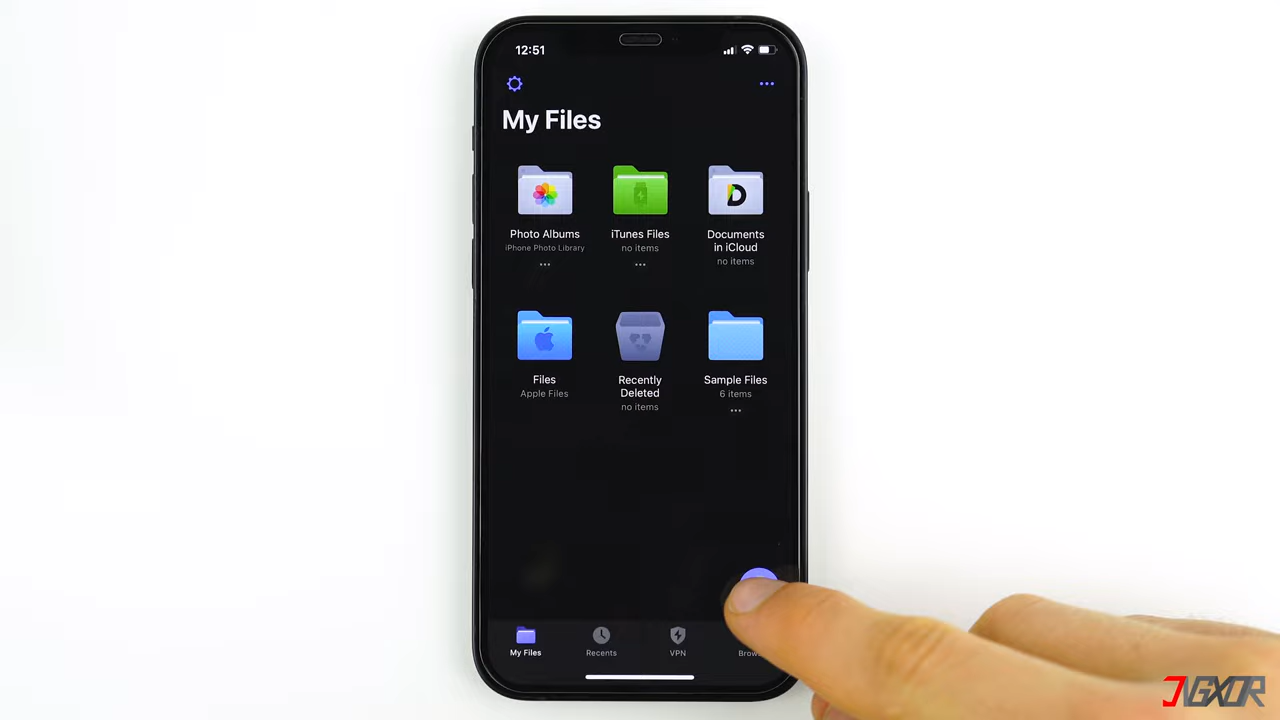 12:51
•••
My Files
Photo Albums
iPhone Photo Library
•••
iTunes Files
no items
•••
D
Documents
in iCloud
no items
Files
Apple Files
Recently
Deleted
no items
Sample Files
6 items
•••
My Files
Recents
VPN
JIGXOR